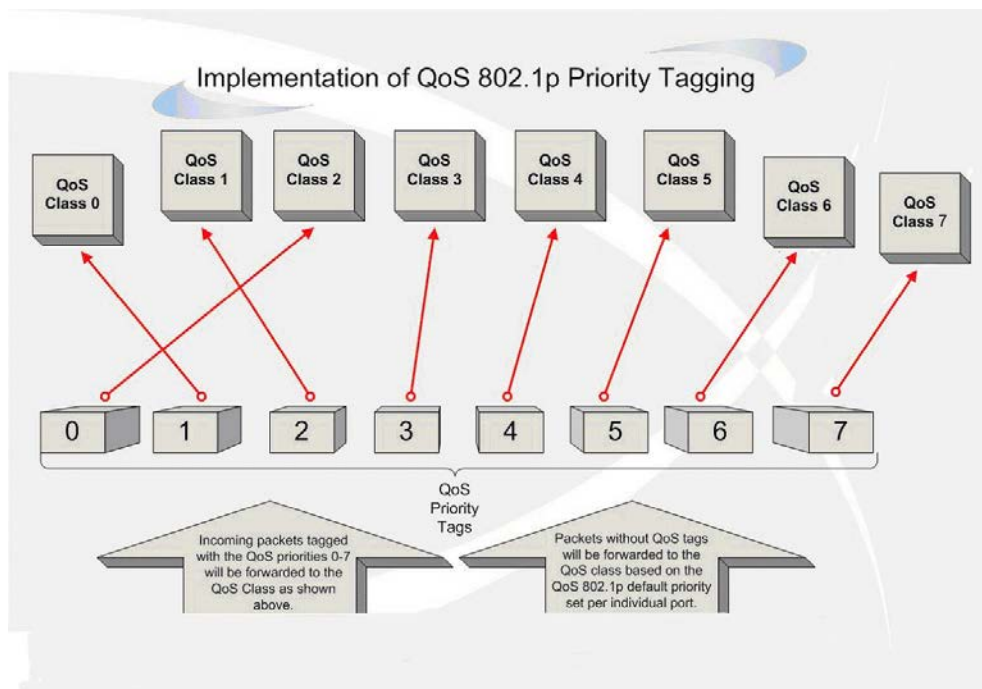 Implementation of QoS 802.1p Priority Tagging
QoS
Class 0
QoS
Class 1
QoS
Class 2
QoS
Class 3
QoS
Class 4
QoS
Class 5
QoS
Class 6
QoS
Class 7
0
1
2
3
4
5
6
7
QoS
Priority
Tags
Incoming packets tagged
with the QoS priorities 0-7
will be forwarded to the
QoS Class as shown
above.
Packets without QoS tags
will be forwarded to the
QoS class based on the
QoS 802.1p default priority
set per individual port.